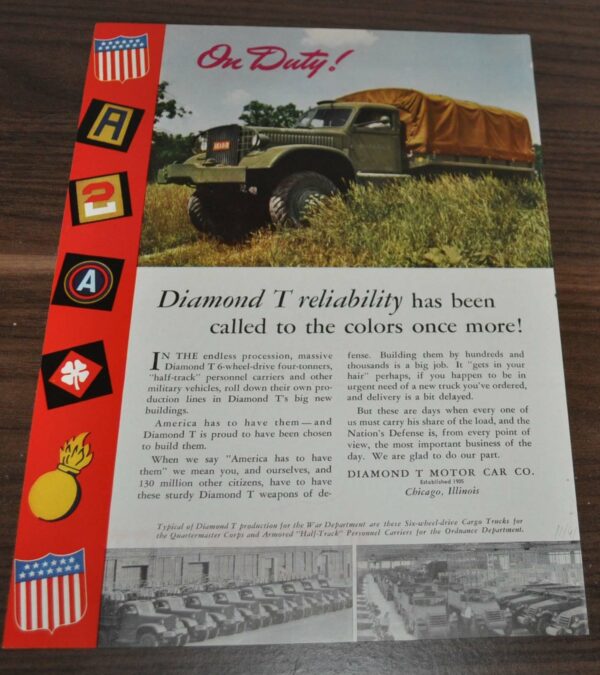 On Duty!
A
2
A
Diamond T reliability has been
called to the colors once more!
IN THE endless procession, massive
Diamond T 6-wheel-drive four-tonners,
"half-track" personnel carriers and other
military vehicles, roll down their own pro-
duction lines in Diamond T's big new
buildings.
America has to have them—and
Diamond T is proud to have been chosen
to build them.
When we say "America has to have
them" we mean you, and ourselves, and
130 million other citizens, have to have
these sturdy Diamond T weapons of de-
fense. Building them by hundreds and
thousands is a big job. It "gets in your
hair" perhaps, if you happen to be in
urgent need of a new truck you've ordered,
and delivery is a bit delayed.
But these are days when every one of
us must carry his share of the load, and the
Nation's Defense is, from every point of
view, the most important business of the
day. We are glad to do our part.
DIAMOND T MOTOR CAR CO.
Established 1905
Chicago, Illinois
Typical of Diamond T production for the War Department are these Six-wheel-drive Cargo Trucks for
the Quartermaster Corps and Armored "Half-Track" Personnel Carriers for the Ordnance Department.